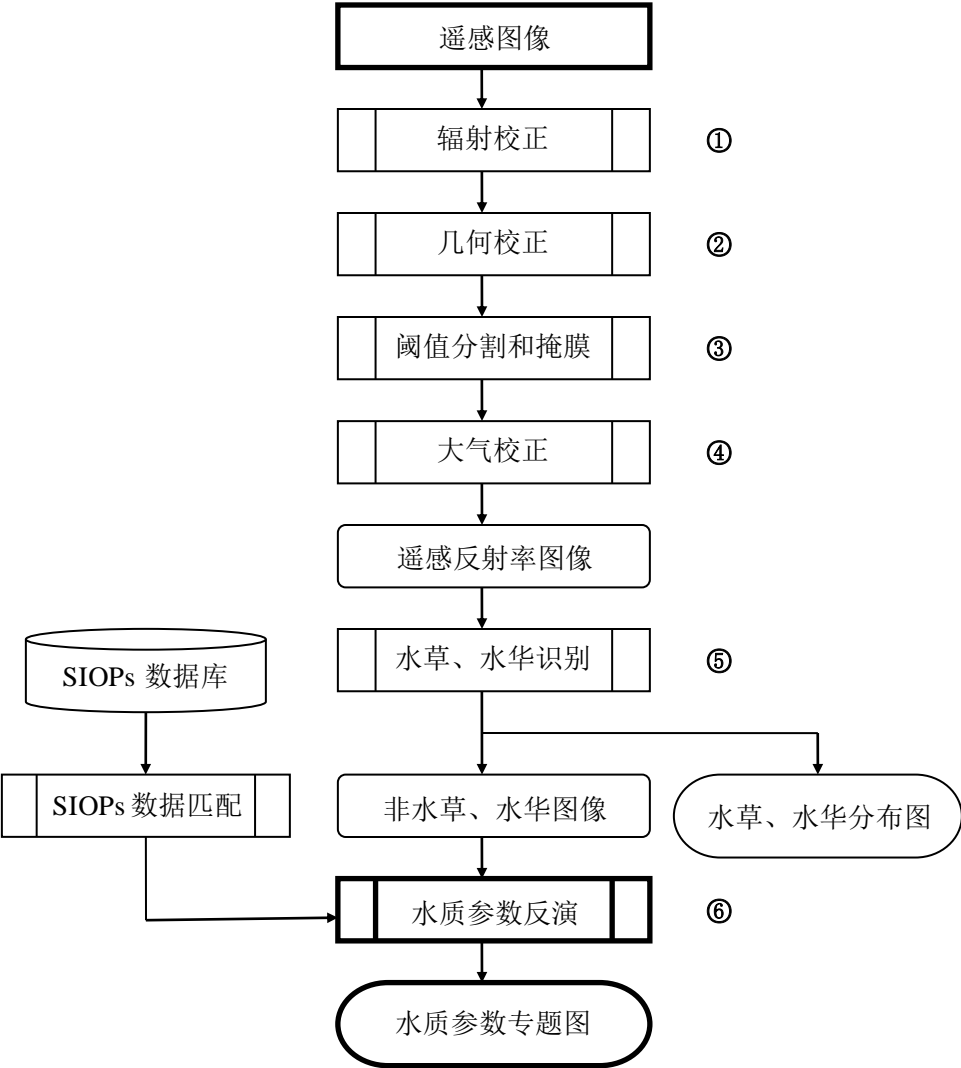 遥感图像
辐射校正
①
几何校正
②
阈值分割和掩膜
③
大气校正
④
遥感反射率图像
SIOPs 数据库
水草、水华识别
⑤
SIOPs 数据匹配
非水草、水华图像
水草、水华分布图
水质参数反演
⑥
水质参数专题图